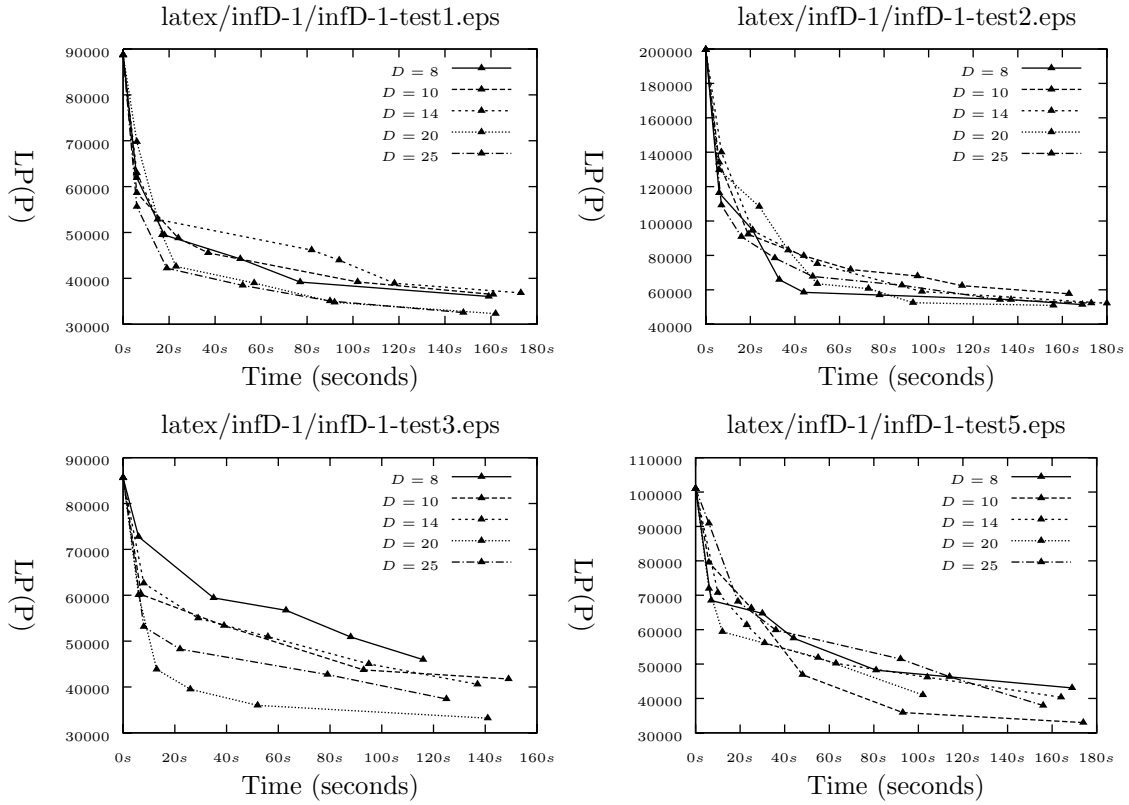 latex/infD-1/infD-1-test1.eps
90000
80000
70000
60000
50000
40000
30000
LP(P)
D = 8
D = 10
D = 14
D = 20
D = 25
0s 20s 40s 60s 80s 100s 120s 140s 160s 180s
Time (seconds)
latex/infD-1/infD-1-test2.eps
200000
180000
160000
140000
120000
100000
80000
60000
40000
LP(P)
D = 8
D = 10
D = 14
D = 20
D = 25
0s 20s 40s 60s 80s 100s 120s 140s 160s 180s
Time (seconds)
latex/infD-1/infD-1-test3.eps
90000
80000
70000
60000
50000
40000
30000
LP(P)
D = 8
D = 10
D = 14
D = 20
D = 25
0s 20s 40s 60s 80s 100s 120s 140s 160s
Time (seconds)
latex/infD-1/infD-1-test5.eps
110000
100000
90000
80000
70000
60000
50000
40000
30000
LP(P)
D = 8
D = 10
D = 14
D = 20
D = 25
0s 20s 40s 60s 80s 100s 120s 140s 160s 180s
Time (seconds)